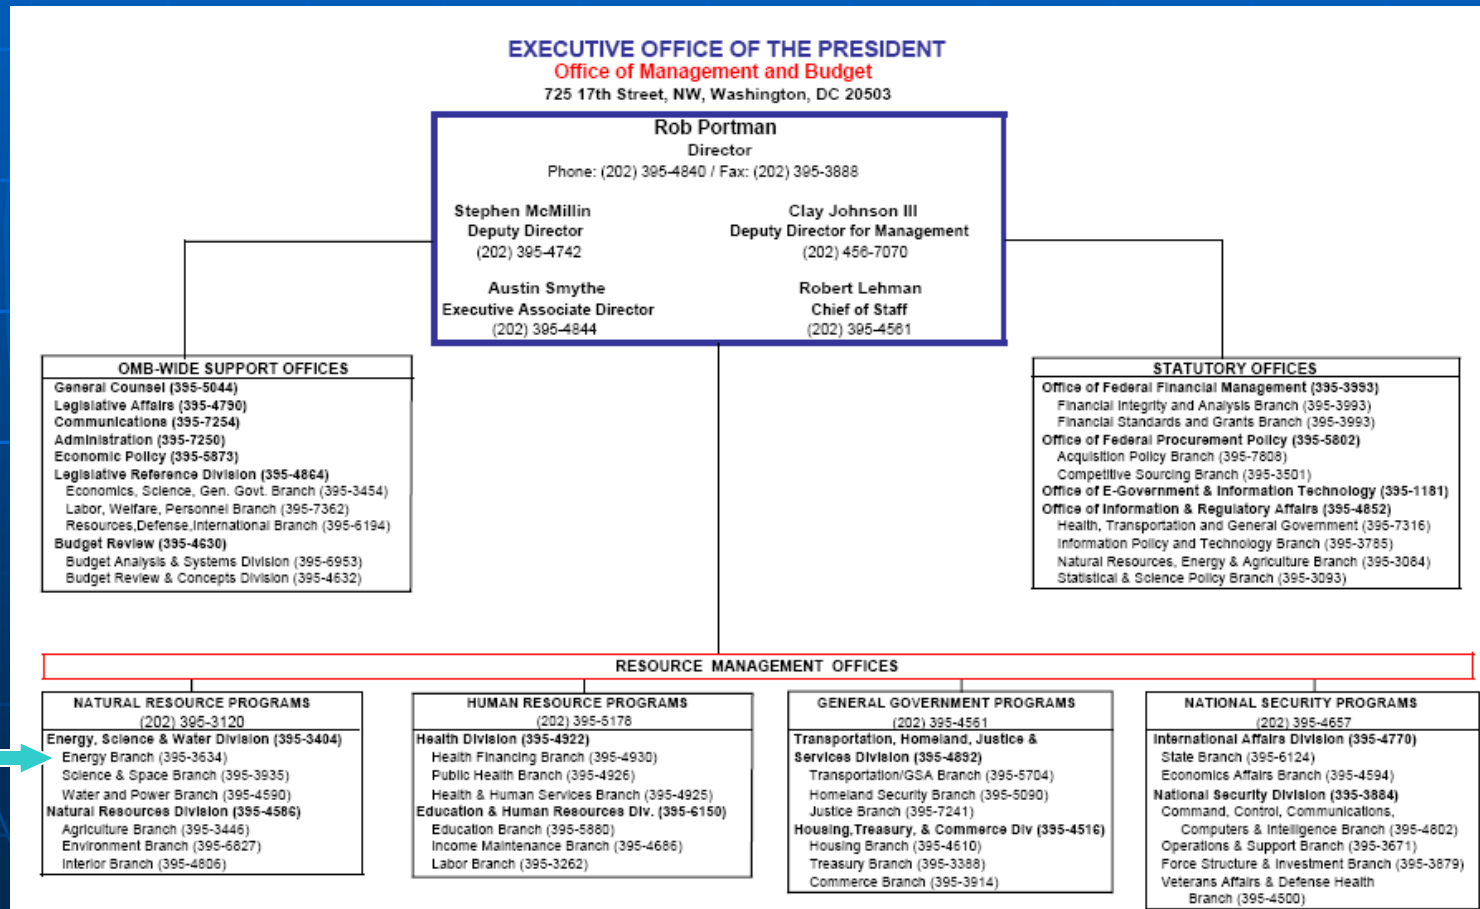 EXECUTIVE OFFICE OF THE PRESIDENT
Office of Management and Budget
725 17th Street, NW, Washington, DC 20503
Rob Portman
Director
Phone: (202) 395-4840 / Fax: (202) 395-3888
Stephen McMillin
Deputy Director
(202) 395-4742
Clay Johnson III
Deputy Director for Management
(202) 456-7070
Austin Smythe
Executive Associate Director
(202) 395-4844
Robert Lehman
Chief of Staff
(202) 395-4561
OMB-WIDE SUPPORT OFFICES
General Counsel (395-5044)
Legislative Affairs (395-4790)
Communications (395-7254)
Administration (395-7250)
Economic Policy (395-5873)
Legislative Reference Division (395-4864)
Economics, Science, Gen. Govt. Branch (395-3454)
Labor, Welfare, Personnel Branch (395-7362)
Resources,Defense,International Branch (395-6194)
Budget Review (395-4630)
Budget Analysis & Systems Division (395-6953)
Budget Review & Concepts Division (395-4632)
STATUTORY OFFICES
Office of Federal Financial Management (395-3993)
Financial Integrity and Analysis Branch (395-3993)
Financial Standards and Grants Branch (395-3993)
Office of Federal Procurement Policy (395-5802)
Acquisition Policy Branch (395-7808)
Competitive Sourcing Branch (395-3501)
Office of E-Government & Information Technology (395-1181)
Office of Information & Regulatory Affairs (395-4852)
Health, Transportation and General Government (395-7316)
Information Policy and Technology Branch (395-3785)
Natural Resources, Energy & Agriculture Branch (395-3084)
Statistical & Science Policy Branch (395-3093)
RESOURCE MANAGEMENT OFFICES
NATURAL RESOURCE PROGRAMS
(202) 395-3120
Energy, Science & Water Division (395-3404)
Energy Branch (395-3634)
Science & Space Branch (395-3935)
Water and Power Branch (395-4590)
Natural Resources Division (395-4586)
Agriculture Branch (395-3446)
Environment Branch (395-6827)
Interior Branch (395-4806)
HUMAN RESOURCE PROGRAMS
(202) 395-5178
Health Division (395-4922)
Health Financing Branch (395-4930)
Public Health Branch (395-4926)
Health & Human Services Branch (395-4925)
Education & Human Resources Div. (395-6150)
Education Branch (395-5880)
Income Maintenance Branch (395-4686)
Labor Branch (395-3262)
GENERAL GOVERNMENT PROGRAMS
(202) 395-4561
Transportation, Homeland, Justice &
Services Division (395-4892)
Transportation/GSA Branch (395-5704)
Homeland Security Branch (395-5090)
Justice Branch (395-7241)
Housing,Treasury, & Commerce Div (395-4516)
Housing Branch (395-4610)
Treasury Branch (395-3388)
Commerce Branch (395-3914)
NATIONAL SECURITY PROGRAMS
(202) 395-4657
International Affairs Division (395-4770)
State Branch (395-6124)
Economics Affairs Branch (395-4594)
National Security Division (395-3884)
Command, Control, Communications,
Computers & Intelligence Branch (395-4802)
Operations & Support Branch (395-3671)
Force Structure & Investment Branch (395-3879)
Veterans Affairs & Defense Health
Branch (395-4500)